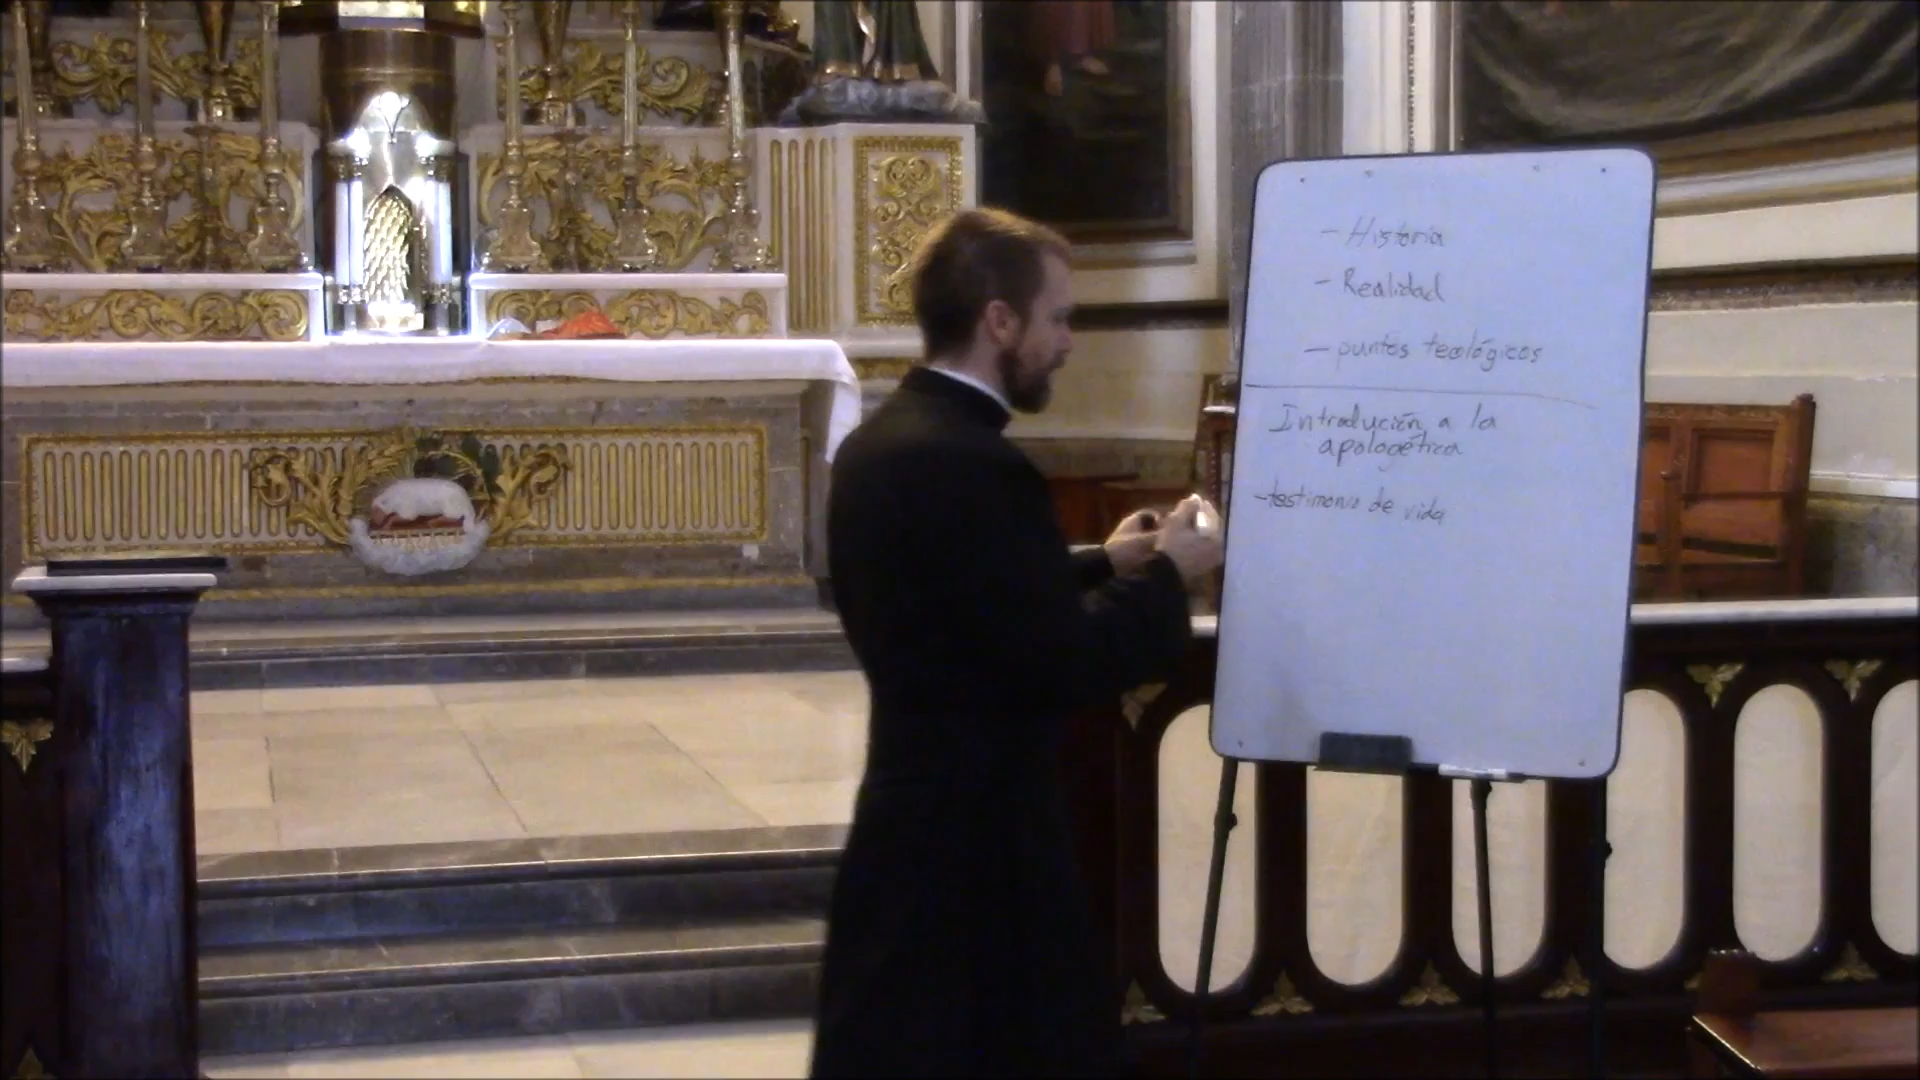 - Historia
- Realidad
- puntos teológicos
Introdución a la
apologética
- testimonio de vida